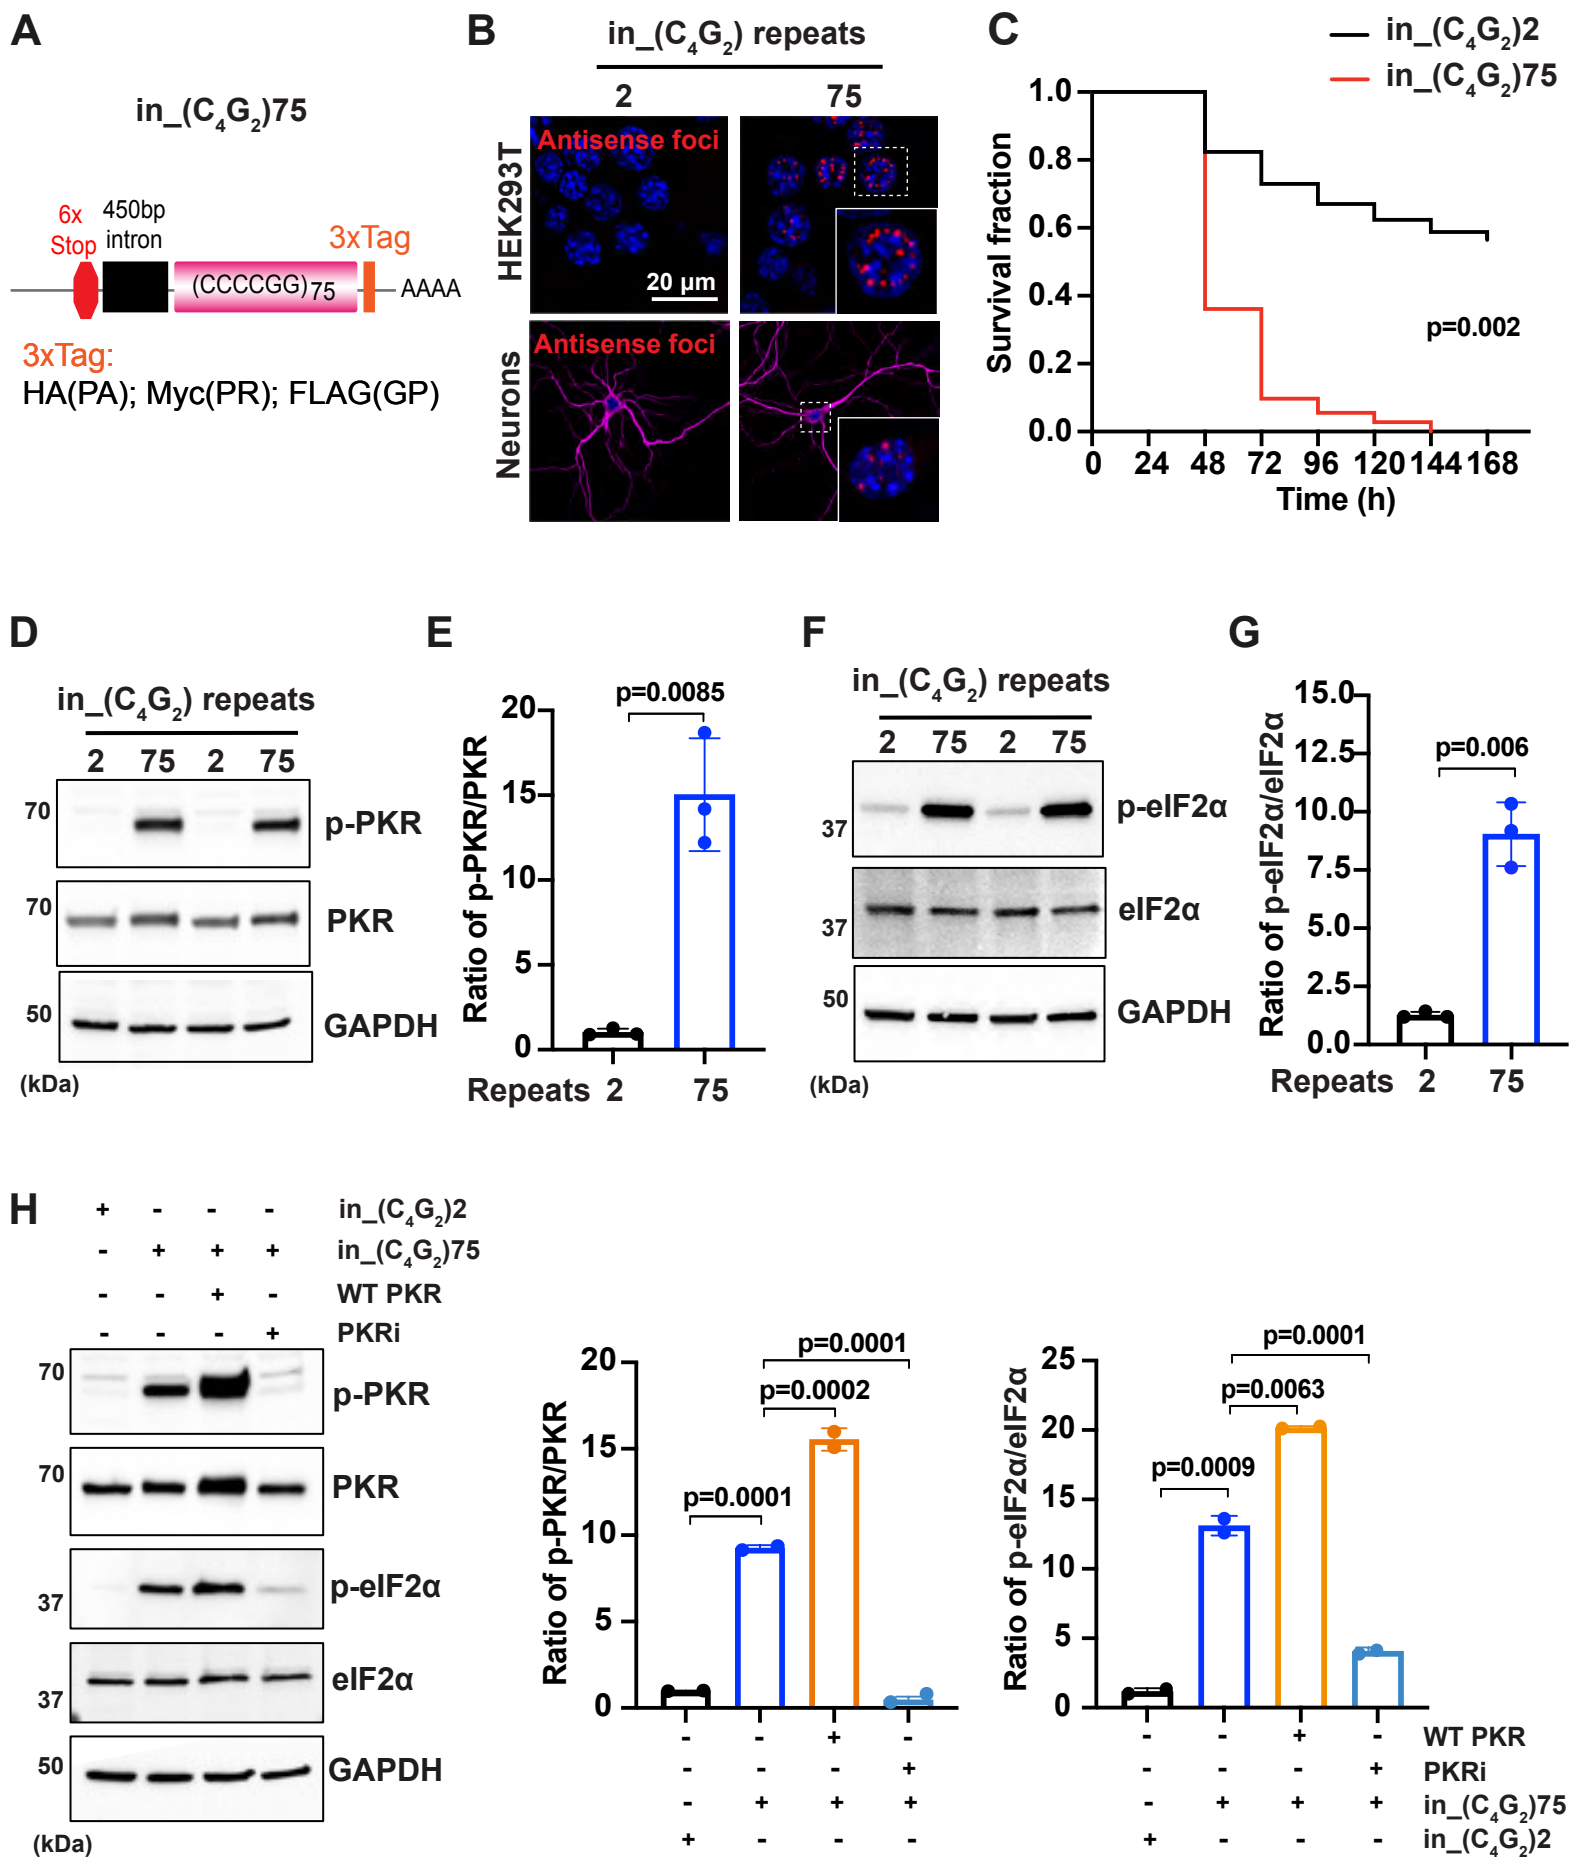 A
in_(C₄G₂)75
6x
Stop
450bp
intron
3xTag
(CCCCGG)75
AAAA
3xTag:
HA(PA); Myc(PR); FLAG(GP)
B
in_(C₄G₂) repeats
2 75
HEK293T
Antisense foci
20 µm
Neurons
Antisense foci
C
in_(C₄G₂)2
in_(C₄G₂)75
Survival fraction
1.0
0.8
0.6
0.4
0.2
0.0
p=0.002
0 24 48 72 96 120 144 168
Time (h)
D
in_(C₄G₂) repeats
2 75 2 75
70 p-PKR
70 PKR
50 GAPDH
(kDa)
E
Ratio of p-PKR/PKR
20
15
10
5
0
p=0.0085
Repeats 2 75
F
in_(C₄G₂) repeats
2 75 2 75
37 p-eIF2α
37 eIF2α
50 GAPDH
(kDa)
G
Ratio of p-eIF2α/eIF2α
15.0
12.5
10.0
7.5
5.0
2.5
0.0
p=0.006
Repeats 2 75
H
+ - - - in_(C₄G₂)2
- + + + in_(C₄G₂)75
- - + - WT PKR
- - - + PKRi
70 p-PKR
70 PKR
37 p-eIF2α
37 eIF2α
50 GAPDH
(kDa)
Ratio of p-PKR/PKR
20
15
10
5
0
p=0.0001
p=0.0002
p=0.0001
- - + -
- - - +
- + + +
+ - - -
Ratio of p-eIF2α/eIF2α
25
20
15
10
5
0
p=0.0001
p=0.0063
p=0.0009
- - + - WT PKR
- - - + PKRi
- + + + in_(C₄G₂)75
+ - - - in_(C₄G₂)2